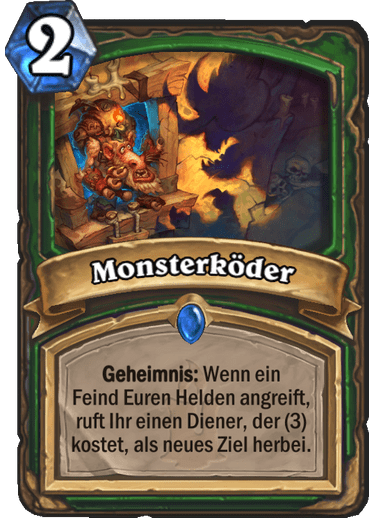 2
Monsterköder
Geheimnis: Wenn ein
Feind Euren Helden angreift,
ruft Ihr einen Diener, der (3)
kostet, als neues Ziel herbei.